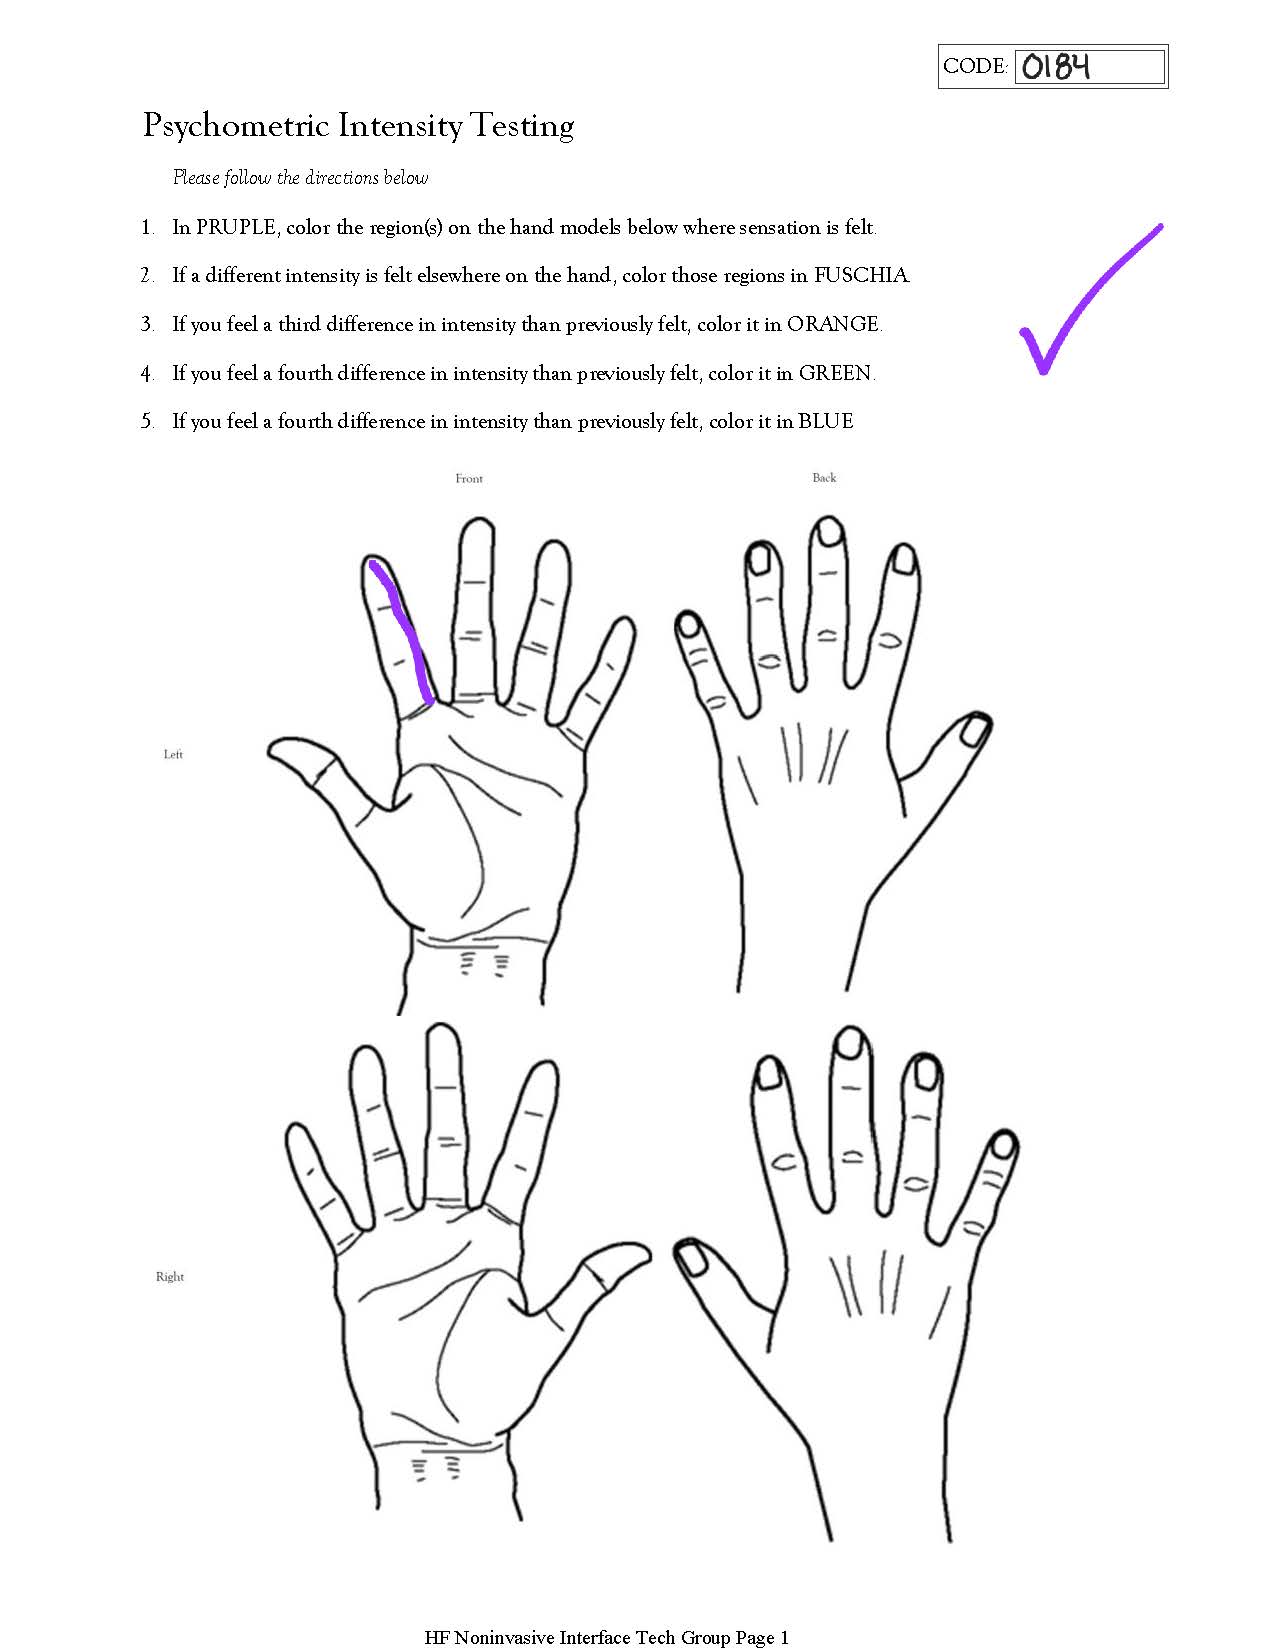 CODE: 0184
Psychometric Intensity Testing
Please follow the directions below
1. In PRUPLE, color the region(s) on the hand models below where sensation is felt.
2. If a different intensity is felt elsewhere on the hand, color those regions in FUSCHIA.
3. If you feel a third difference in intensity than previously felt, color it in ORANGE.
4. If you feel a fourth difference in intensity than previously felt, color it in GREEN.
5. If you feel a fourth difference in intensity than previously felt, color it in BLUE
Front Back
Left
Right
HF Noninvasive Interface Tech Group Page 1